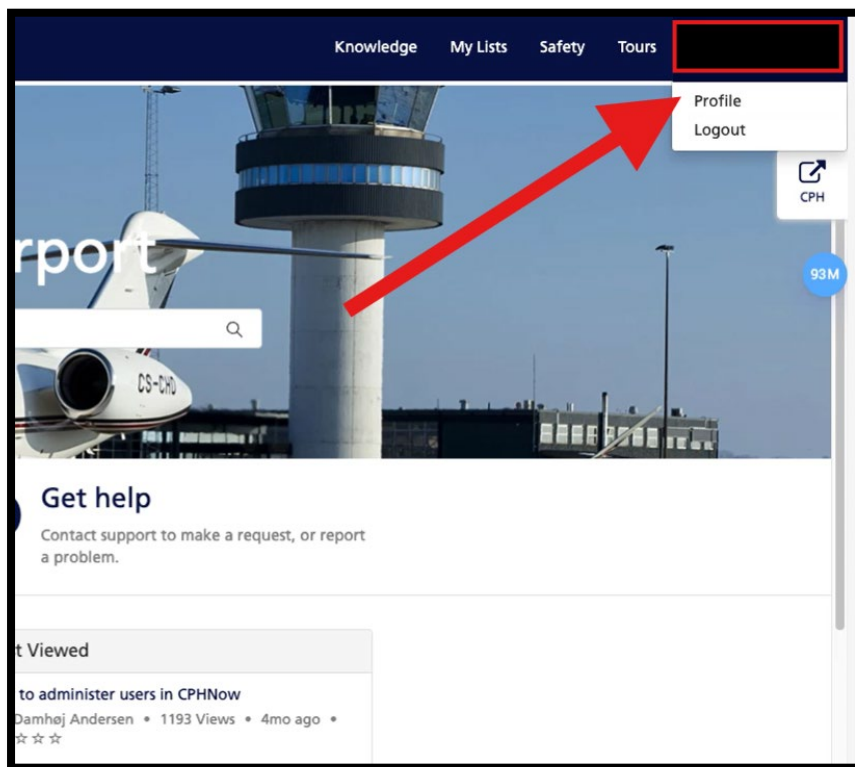 Knowledge My Lists Safety Tours
Profile
Logout
CPH
rport
93M
CS-CHD
Get help
Contact support to make a request, or report
a problem.
t Viewed
to administer users in CPHNow
Damhøj Andersen • 1193 Views • 4mo ago •
☆ ☆ ☆